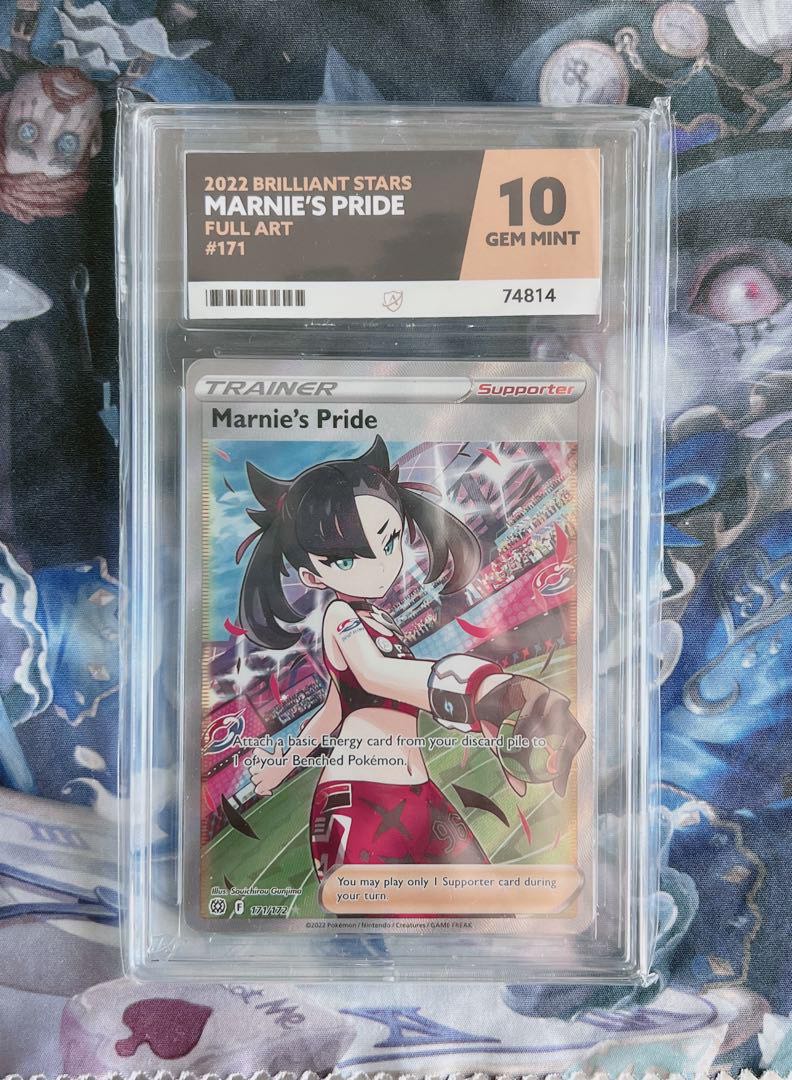 2022 BRILLIANT STARS
MARNIE'S PRIDE
FULL ART
#171
10
GEM MINT
74814
TRAINER
Supporter
Marnie's Pride
Attach a basic Energy card from your discard pile to
1 of your Benched Pokémon.
96
You may play only 1 Supporter card during
your turn.
Illus. Souichirou Gunjima
F 171/172
©2022 Pokémon / Nintendo / Creatures / GAME FREAK
Me